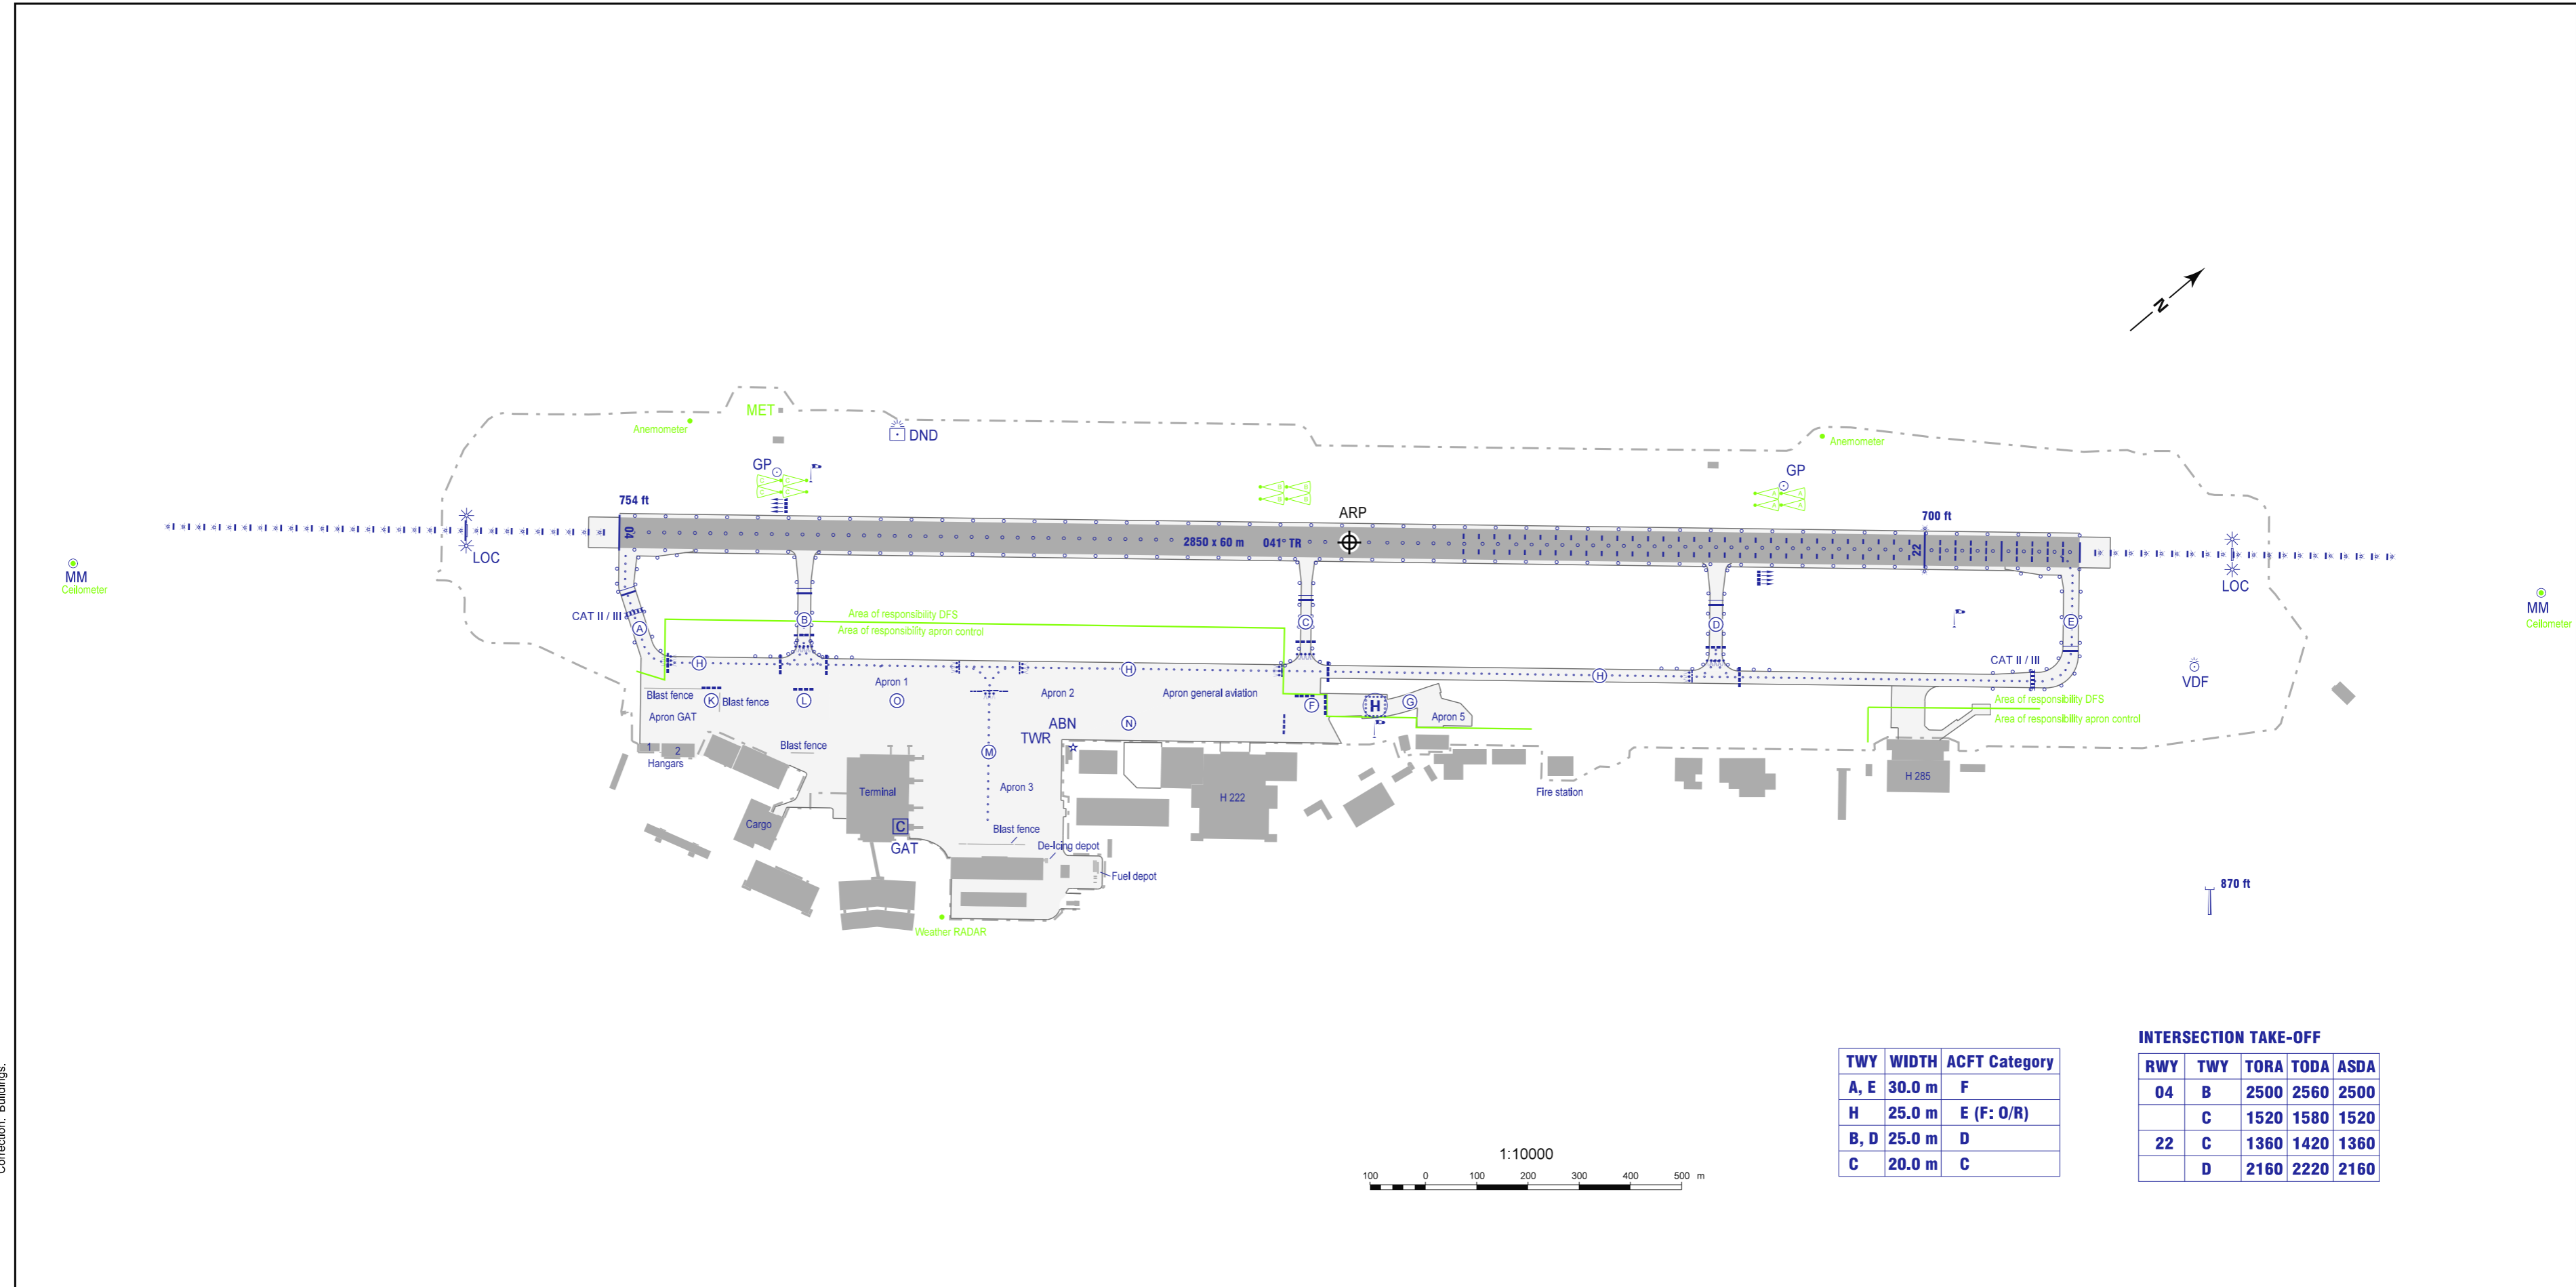 N
MET
Anemometer
DND
Anemometer
GP
GP
C C
C C
B B
B B
A A
A A
754 ft
ARP
700 ft
04
2850 x 60 m 041° TR
22
LOC
LOC
MM
Ceilometer
MM
Ceilometer
CAT II / III
A
B
C
D
E
Area of responsibility DFS
Area of responsibility apron control
H
H
H
CAT II / III
VDF
Apron 1
Apron 2
Apron general aviation
Blast fence
K
Blast fence
L
O
F
H
G
Apron 5
Area of responsibility DFS
Area of responsibility apron control
Apron GAT
ABN
N
TWR
1
2
Hangars
Blast fence
M
Terminal
Apron 3
H 222
Fire station
H 285
Cargo
C
GAT
Blast fence
De-Icing depot
Fuel depot
870 ft
Weather RADAR
TWY WIDTH ACFT Category
A, E 30.0 m F
H 25.0 m E (F: O/R)
B, D 25.0 m D
C 20.0 m C
INTERSECTION TAKE-OFF
RWY TWY TORA TODA ASDA
04 B 2500 2560 2500
C 1520 1580 1520
22 C 1360 1420 1360
D 2160 2220 2160
1:10000
100 0 100 200 300 400 500 m
Correction: Buildings.